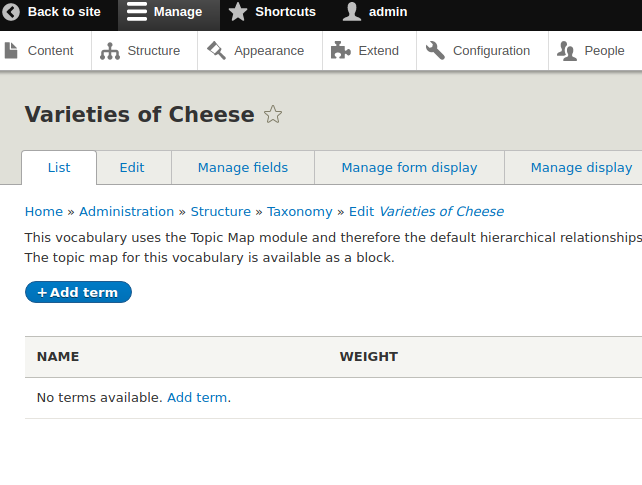 Back to site Manage Shortcuts admin
Content Structure Appearance Extend Configuration People
Varieties of Cheese
List Edit Manage fields Manage form display Manage display
Home » Administration » Structure » Taxonomy » Edit Varieties of Cheese
This vocabulary uses the Topic Map module and therefore the default hierarchical relationships
The topic map for this vocabulary is available as a block.
+Add term
NAME WEIGHT
No terms available. Add term.